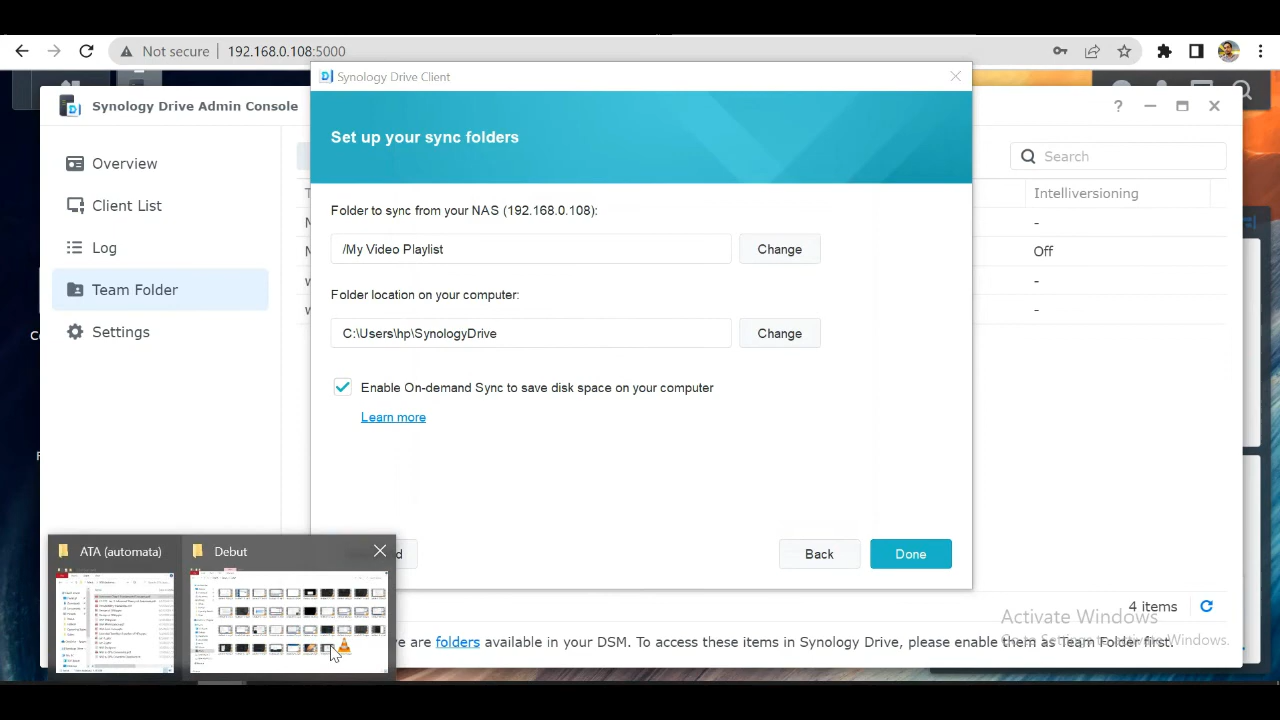 Not secure
192.168.0.108:5000
Synology Drive Client
Synology Drive Admin Console
Set up your sync folders
Overview
Search
Intelliversioning
Client List
Folder to sync from your NAS (192.168.0.108):
-
/My Video Playlist
Change
Off
Log
Team Folder
Folder location on your computer:
-
Settings
C:\Users\hp\SynologyDrive
Change
-
Enable On-demand Sync to save disk space on your computer
Learn more
ATA (automata)
Debut
Back
Done
4 items
Activate Windows
folders
DSM. To access these items on Synology Drive, please enable them as Team Folder first.